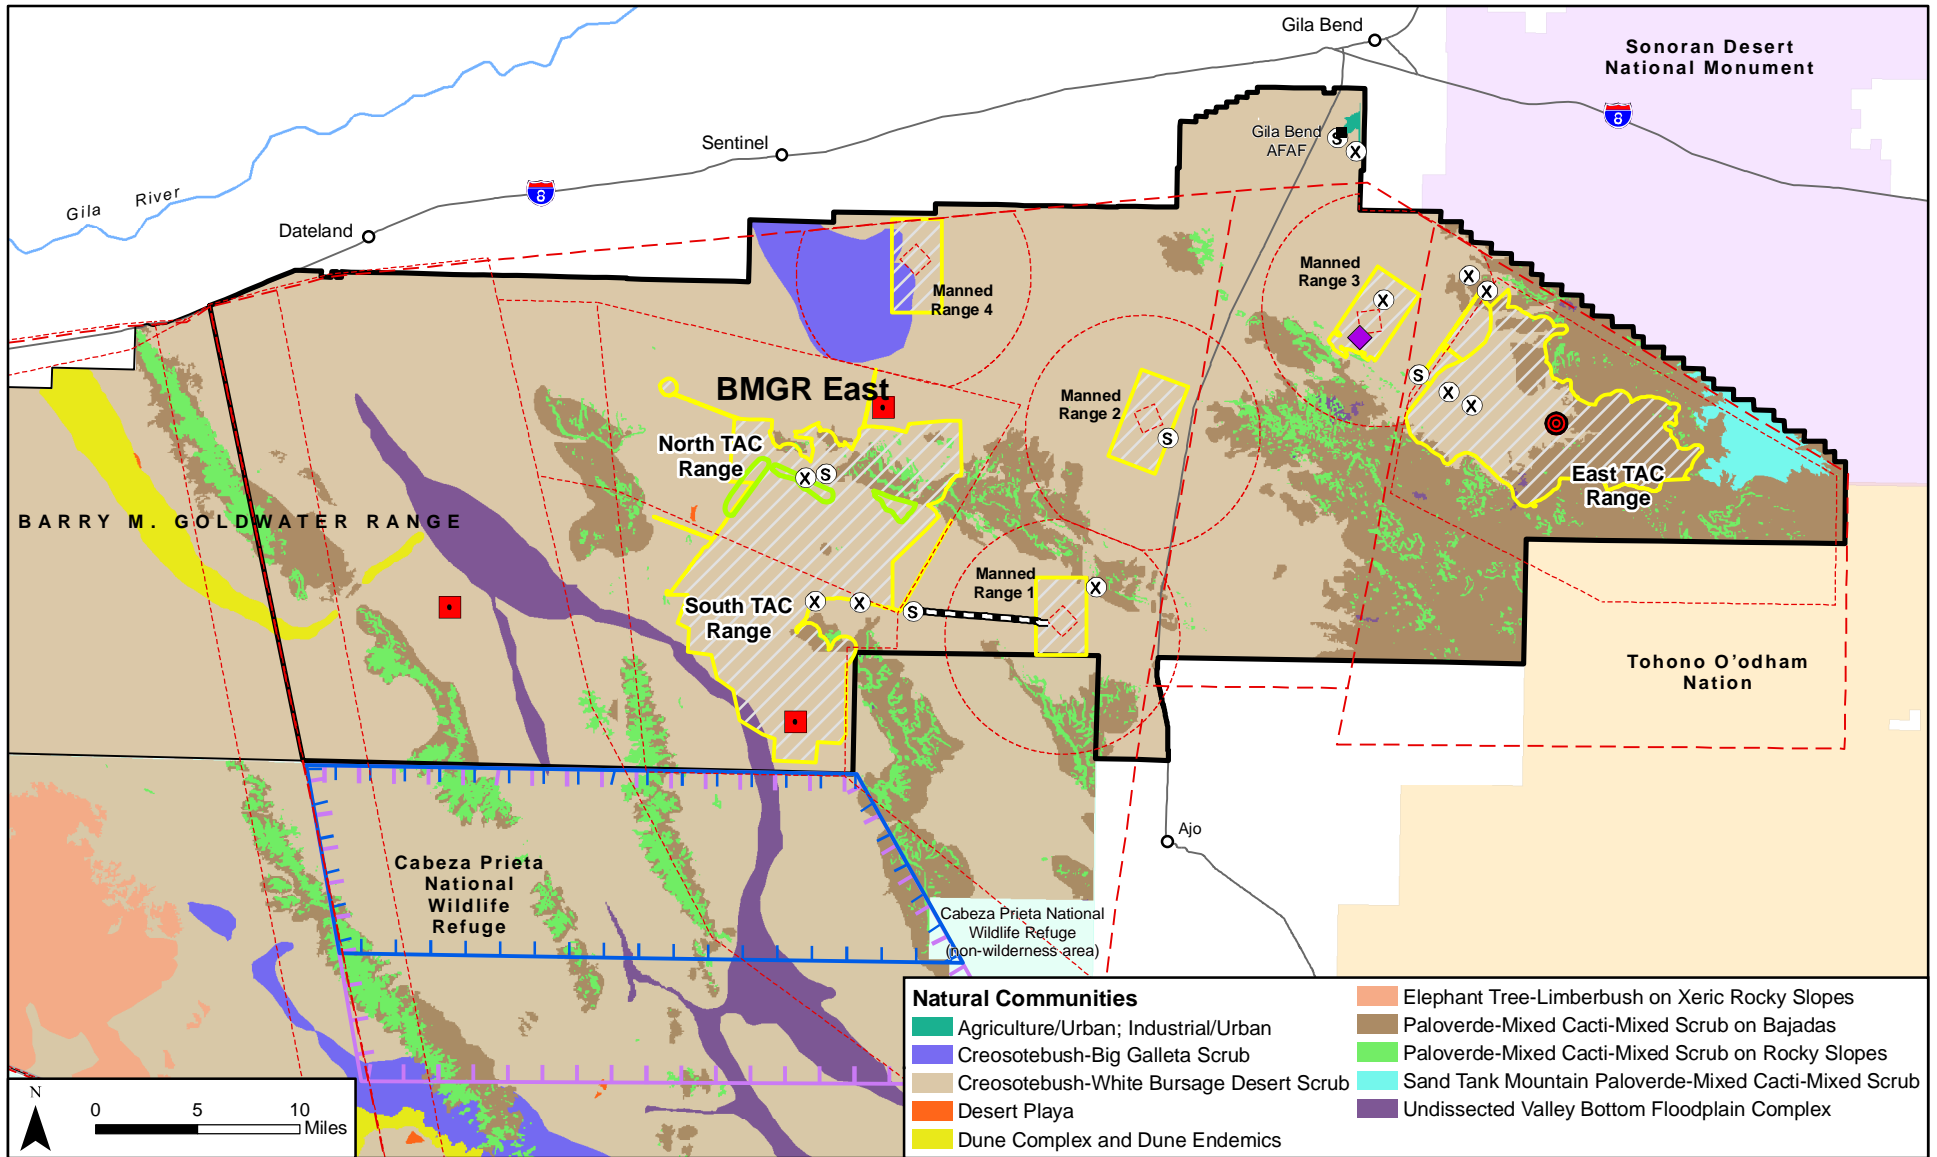 Gila Bend
Sonoran Desert
National Monument
8
Gila Bend
AFAF
S
X
Sentinel
8
Gila River
Dateland
Manned
Range 4
Manned
Range 3
X
X
X
BMGR East
Manned
Range 2
S
S
X
X
North TAC
Range
X
S
East TAC
Range
BARRY M. GOLDWATER RANGE
Manned
Range 1
X
South TAC
Range
X
X
S
Tohono O'odham
Nation
Ajo
Cabeza Prieta
National
Wildlife
Refuge
Cabeza Prieta National
Wildlife Refuge
(non-wilderness area)
Natural Communities
Agriculture/Urban; Industrial/Urban
Creosotebush-Big Galleta Scrub
Creosotebush-White Bursage Desert Scrub
Desert Playa
Dune Complex and Dune Endemics
Elephant Tree-Limberbush on Xeric Rocky Slopes
Paloverde-Mixed Cacti-Mixed Scrub on Bajadas
Paloverde-Mixed Cacti-Mixed Scrub on Rocky Slopes
Sand Tank Mountain Paloverde-Mixed Cacti-Mixed Scrub
Undissected Valley Bottom Floodplain Complex
N
0 5 10
Miles